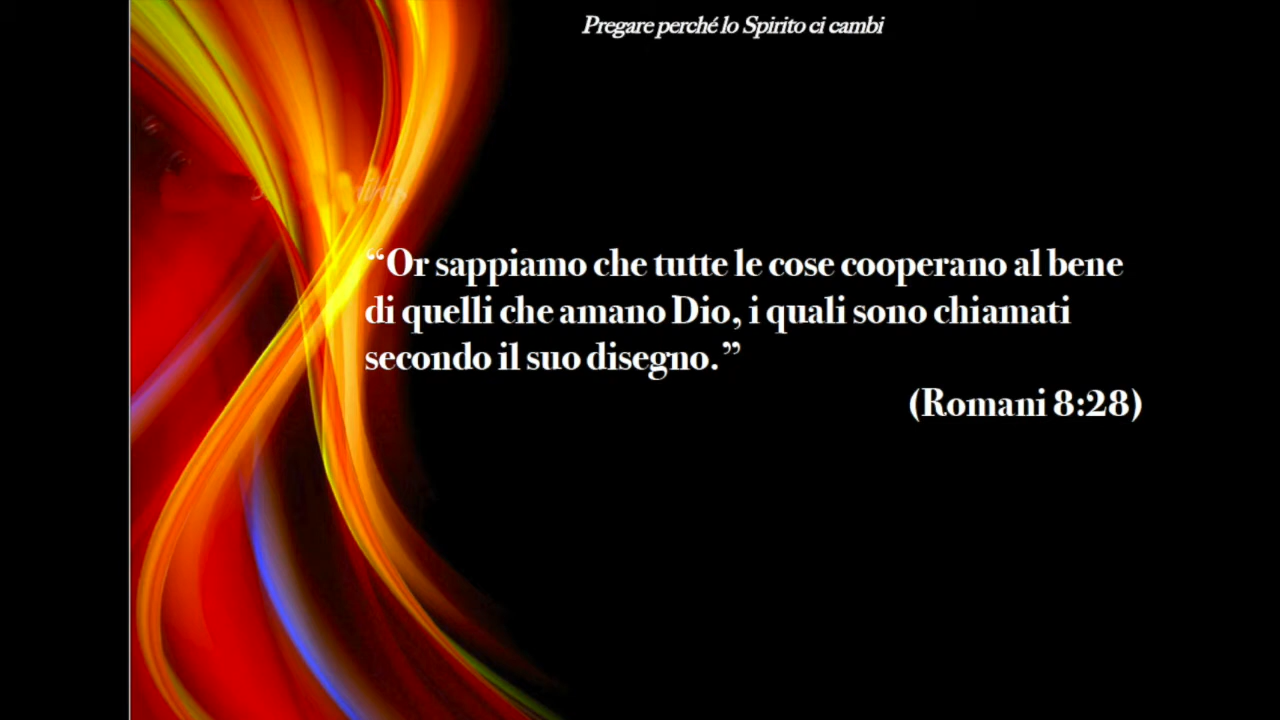 Pregare perché lo Spirito ci cambi
“Or sappiamo che tutte le cose cooperano al bene
di quelli che amano Dio, i quali sono chiamati
secondo il suo disegno.”
(Romani 8:28)